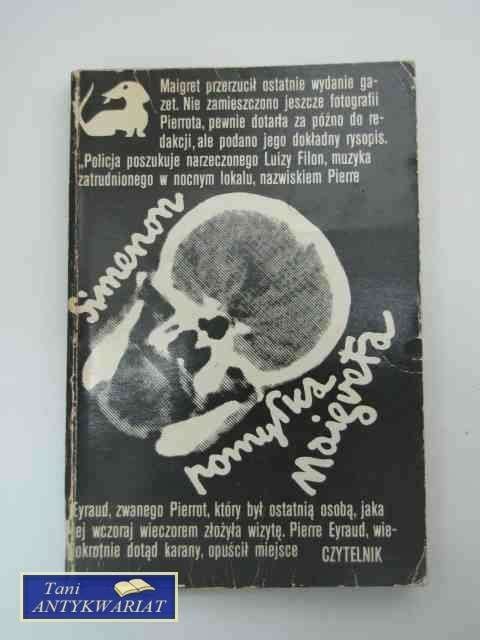 Maigret przerzucił ostatnie wydanie ga-
zet. Nie zamieszczono jeszcze fotografii
Pierrota, pewnie dotarła za późno do re-
dakcji, ale podano jego dokładny rysopis.
„Policja poszukuje narzeczonego Luizy Filon, muzyka
zatrudnionego w nocnym lokalu, nazwiskiem Pierre
Simenon
pomyłka
Maigreta
Eyraud, zwanego Pierrot, który był ostatnią osobą, jaka
jej wczoraj wieczorem złożyła wizytę. Pierre Eyraud, wie-
okrotnie dotąd karany, opuścił miejsce
CZYTELNIK
Tani
ANTYKWARIAT